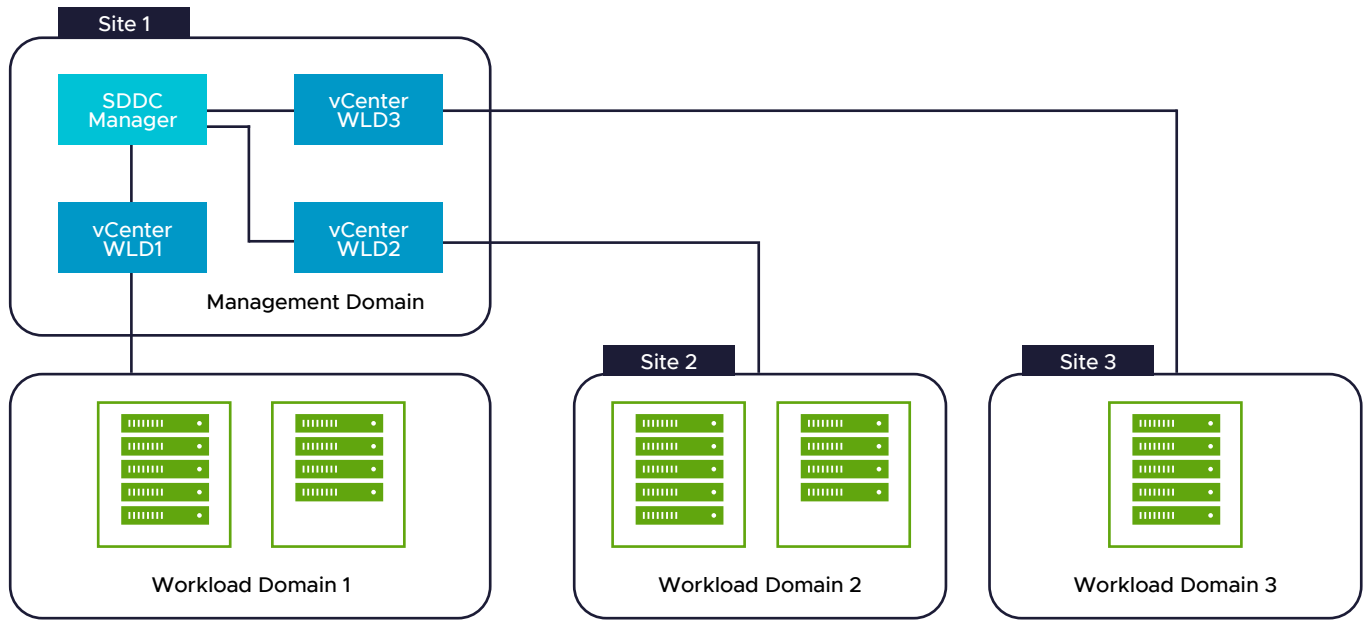 Site 1
SDDC
Manager
vCenter
WLD3
vCenter
WLD1
vCenter
WLD2
Management Domain
Site 2
Site 3
Workload Domain 1
Workload Domain 2
Workload Domain 3